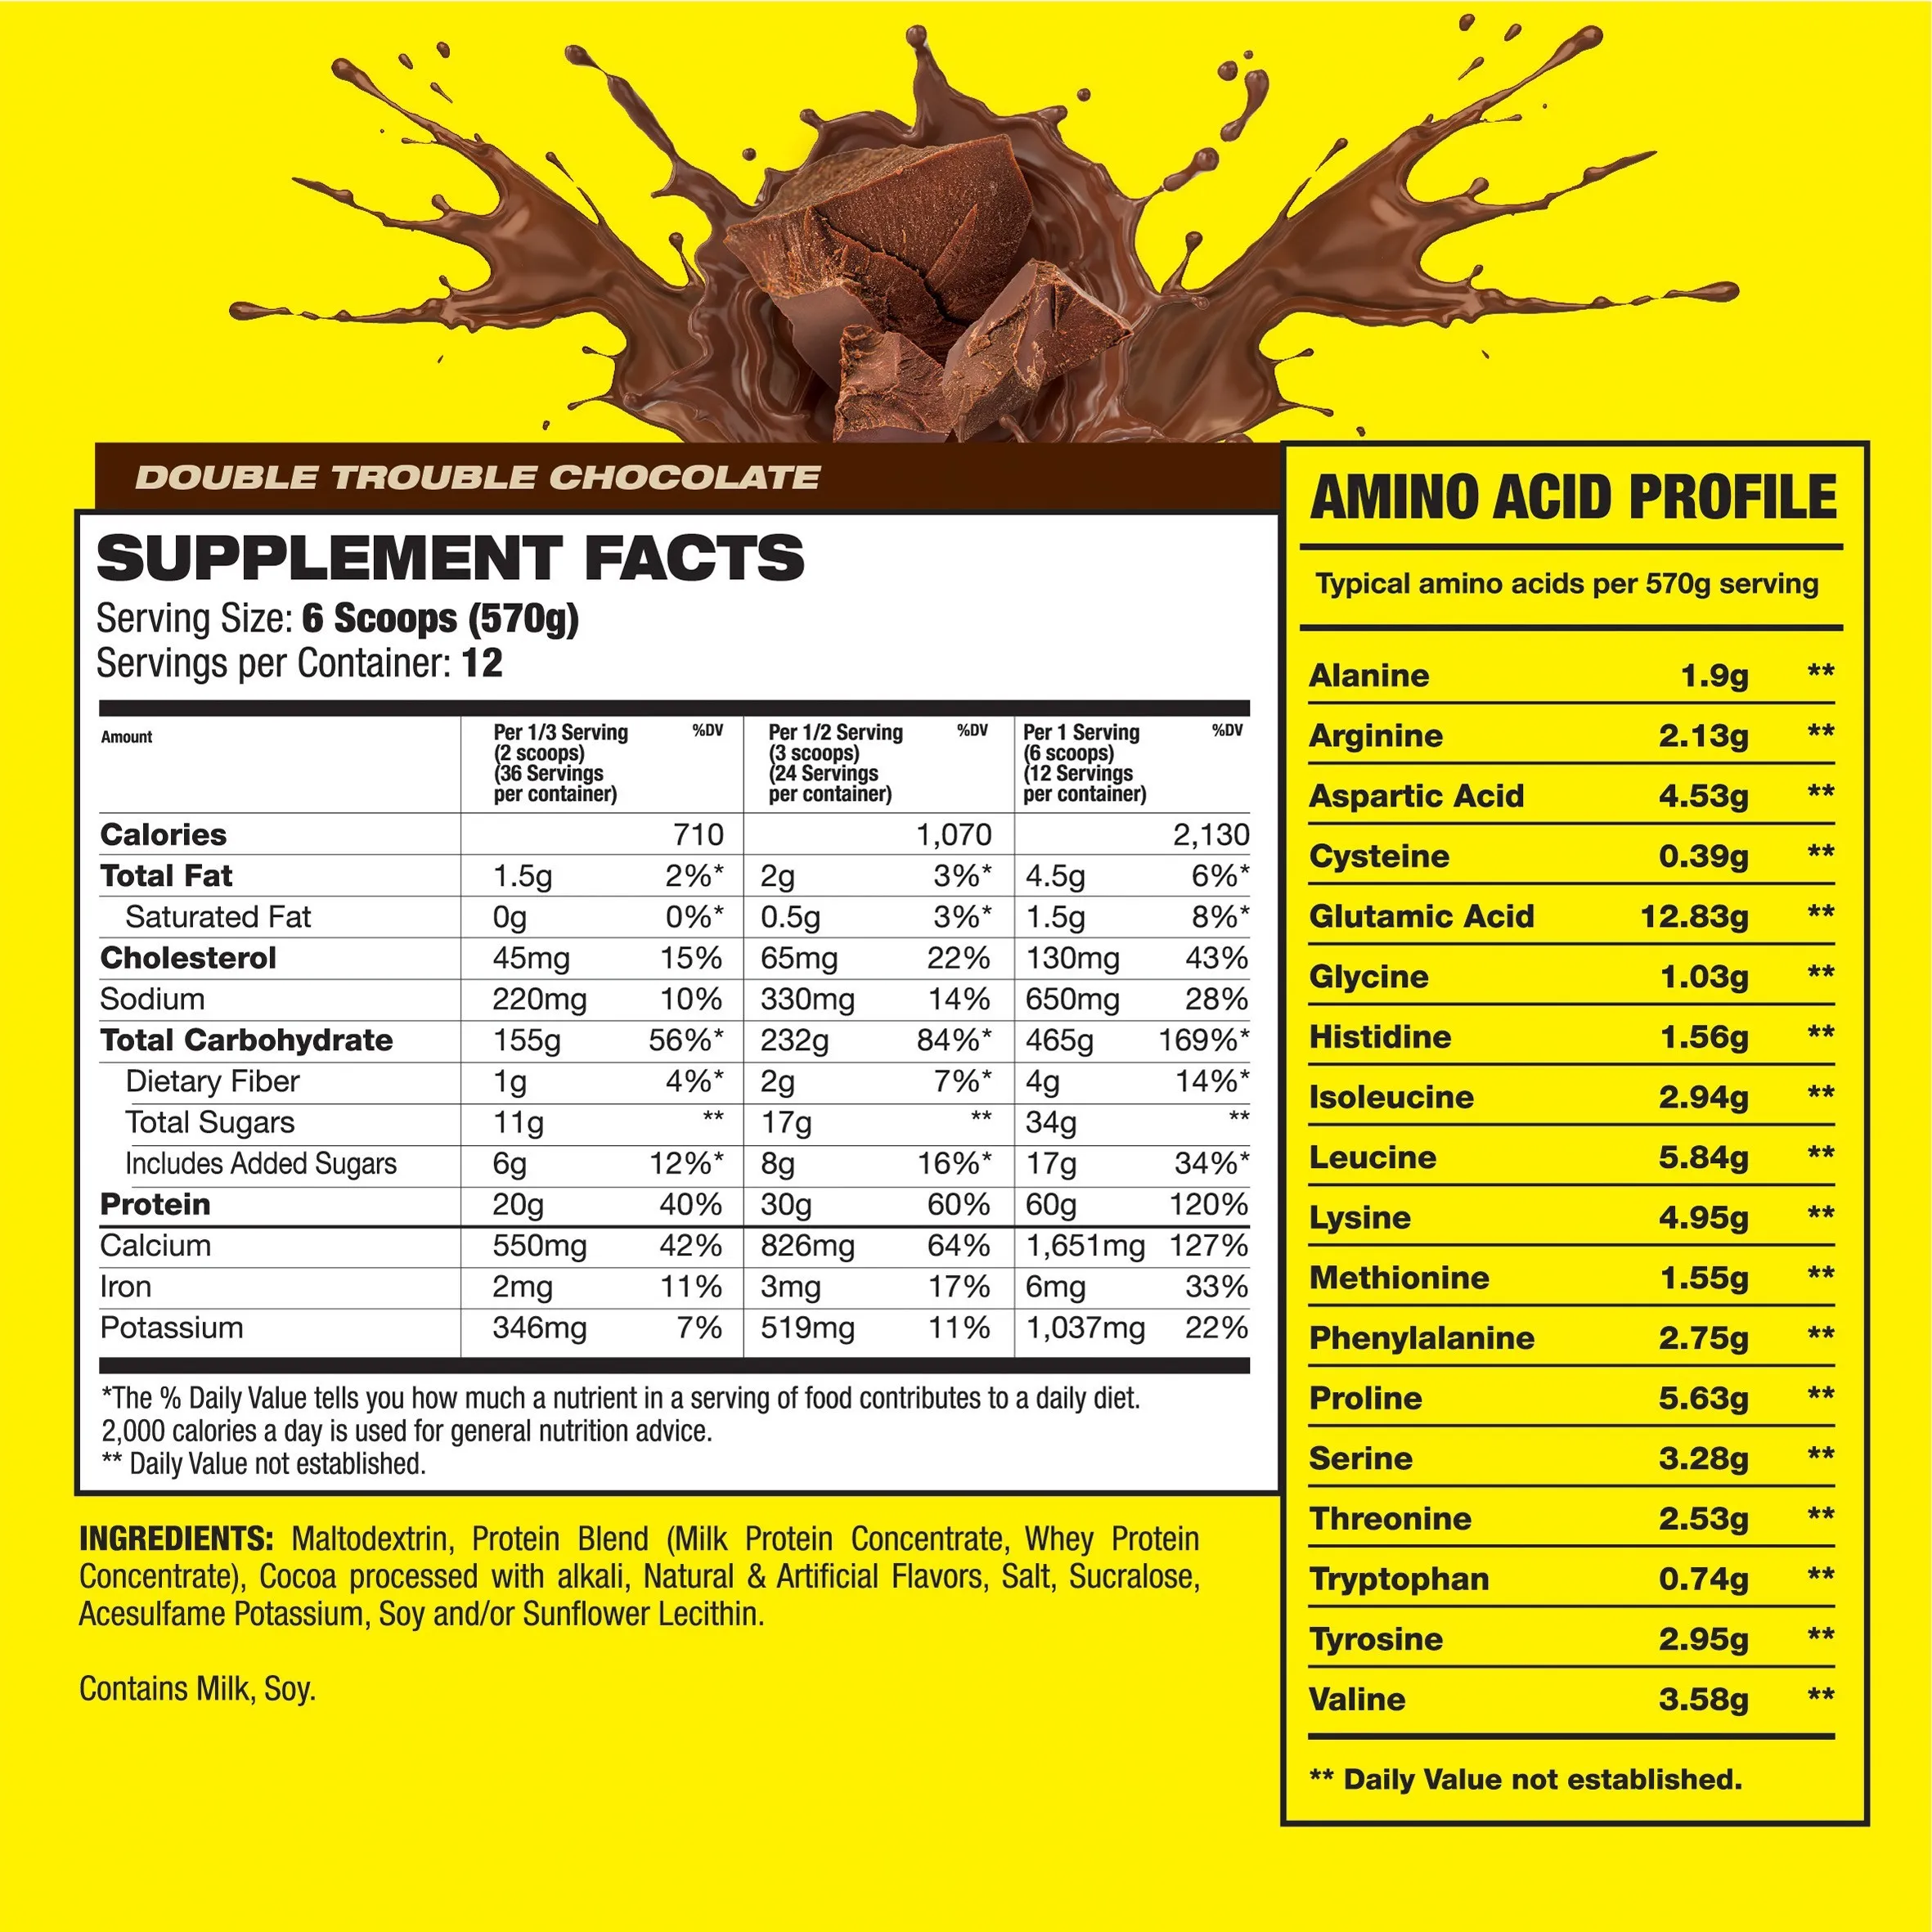 DOUBLE TROUBLE CHOCOLATE
SUPPLEMENT FACTS
Serving Size: 6 Scoops (570g)
Servings per Container: 12
Amount Per 1/3 Serving %DV Per 1/2 Serving %DV Per 1 Serving %DV
(2 scoops) (3 scoops) (6 scoops)
(36 Servings (24 Servings (12 Servings
per container) per container) per container)
Calories 710 1,070 2,130
Total Fat 1.5g 2%* 2g 3%* 4.5g 6%*
Saturated Fat 0g 0%* 0.5g 3%* 1.5g 8%*
Cholesterol 45mg 15% 65mg 22% 130mg 43%
Sodium 220mg 10% 330mg 14% 650mg 28%
Total Carbohydrate 155g 56%* 232g 84%* 465g 169%*
Dietary Fiber 1g 4%* 2g 7%* 4g 14%*
Total Sugars 11g ** 17g ** 34g **
Includes Added Sugars 6g 12%* 8g 16%* 17g 34%*
Protein 20g 40% 30g 60% 60g 120%
Calcium 550mg 42% 826mg 64% 1,651mg 127%
Iron 2mg 11% 3mg 17% 6mg 33%
Potassium 346mg 7% 519mg 11% 1,037mg 22%
*The % Daily Value tells you how much a nutrient in a serving of food contributes to a daily diet.
2,000 calories a day is used for general nutrition advice.
** Daily Value not established.
INGREDIENTS: Maltodextrin, Protein Blend (Milk Protein Concentrate, Whey Protein
Concentrate), Cocoa processed with alkali, Natural & Artificial Flavors, Salt, Sucralose,
Acesulfame Potassium, Soy and/or Sunflower Lecithin.
Contains Milk, Soy.
AMINO ACID PROFILE
Typical amino acids per 570g serving
Alanine 1.9g **
Arginine 2.13g **
Aspartic Acid 4.53g **
Cysteine 0.39g **
Glutamic Acid 12.83g **
Glycine 1.03g **
Histidine 1.56g **
Isoleucine 2.94g **
Leucine 5.84g **
Lysine 4.95g **
Methionine 1.55g **
Phenylalanine 2.75g **
Proline 5.63g **
Serine 3.28g **
Threonine 2.53g **
Tryptophan 0.74g **
Tyrosine 2.95g **
Valine 3.58g **
** Daily Value not established.